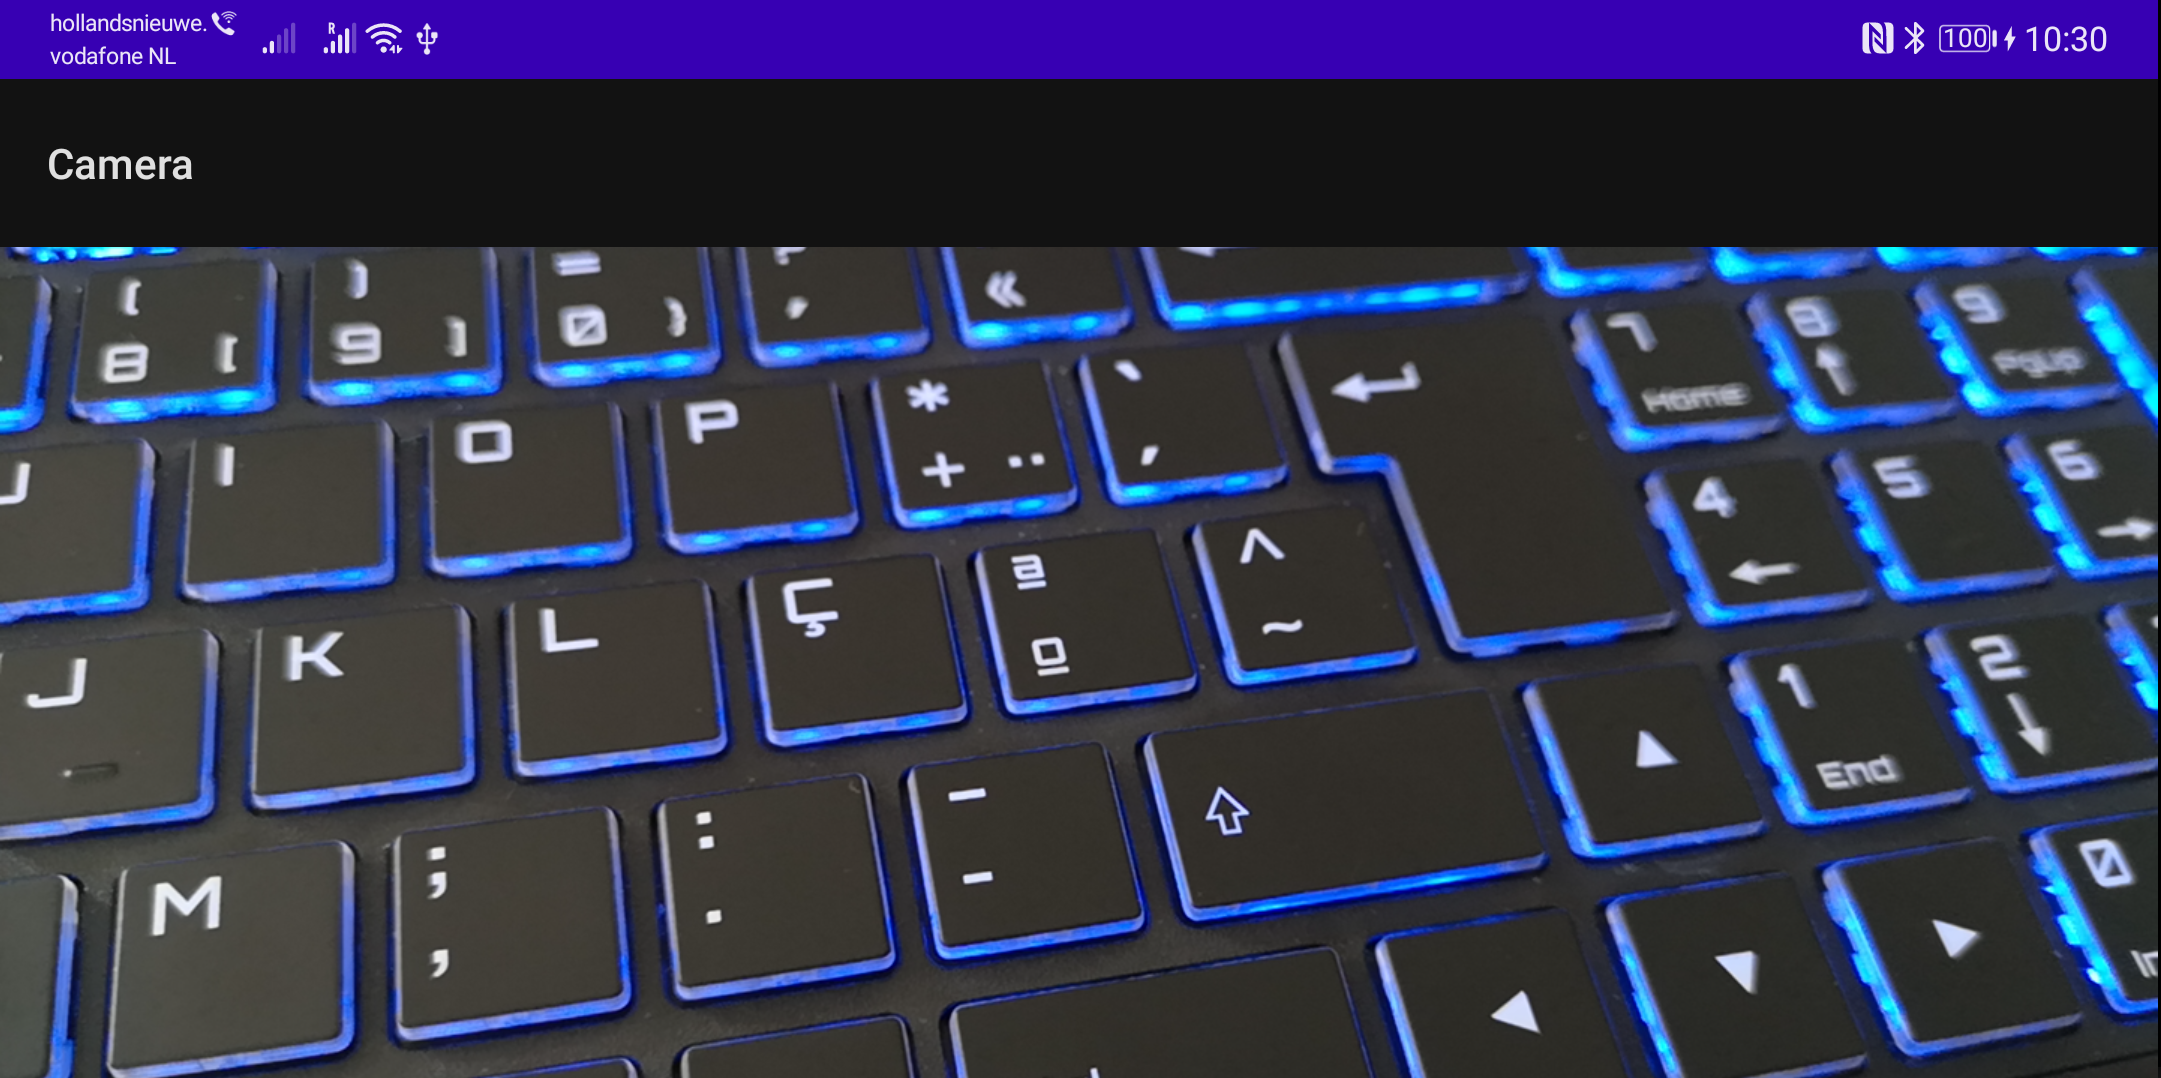 hollandsnieuwe.
vodafone NL
R
100
10:30
Camera
( ) = ?
8 [ 9 ] 0 } ' «
7 8 9
Home PgUp
I O P * `
+ ¨ ´
4 5 6
J K L Ç ª ^
º ~
1 2
End
M ; : _
, . -
0